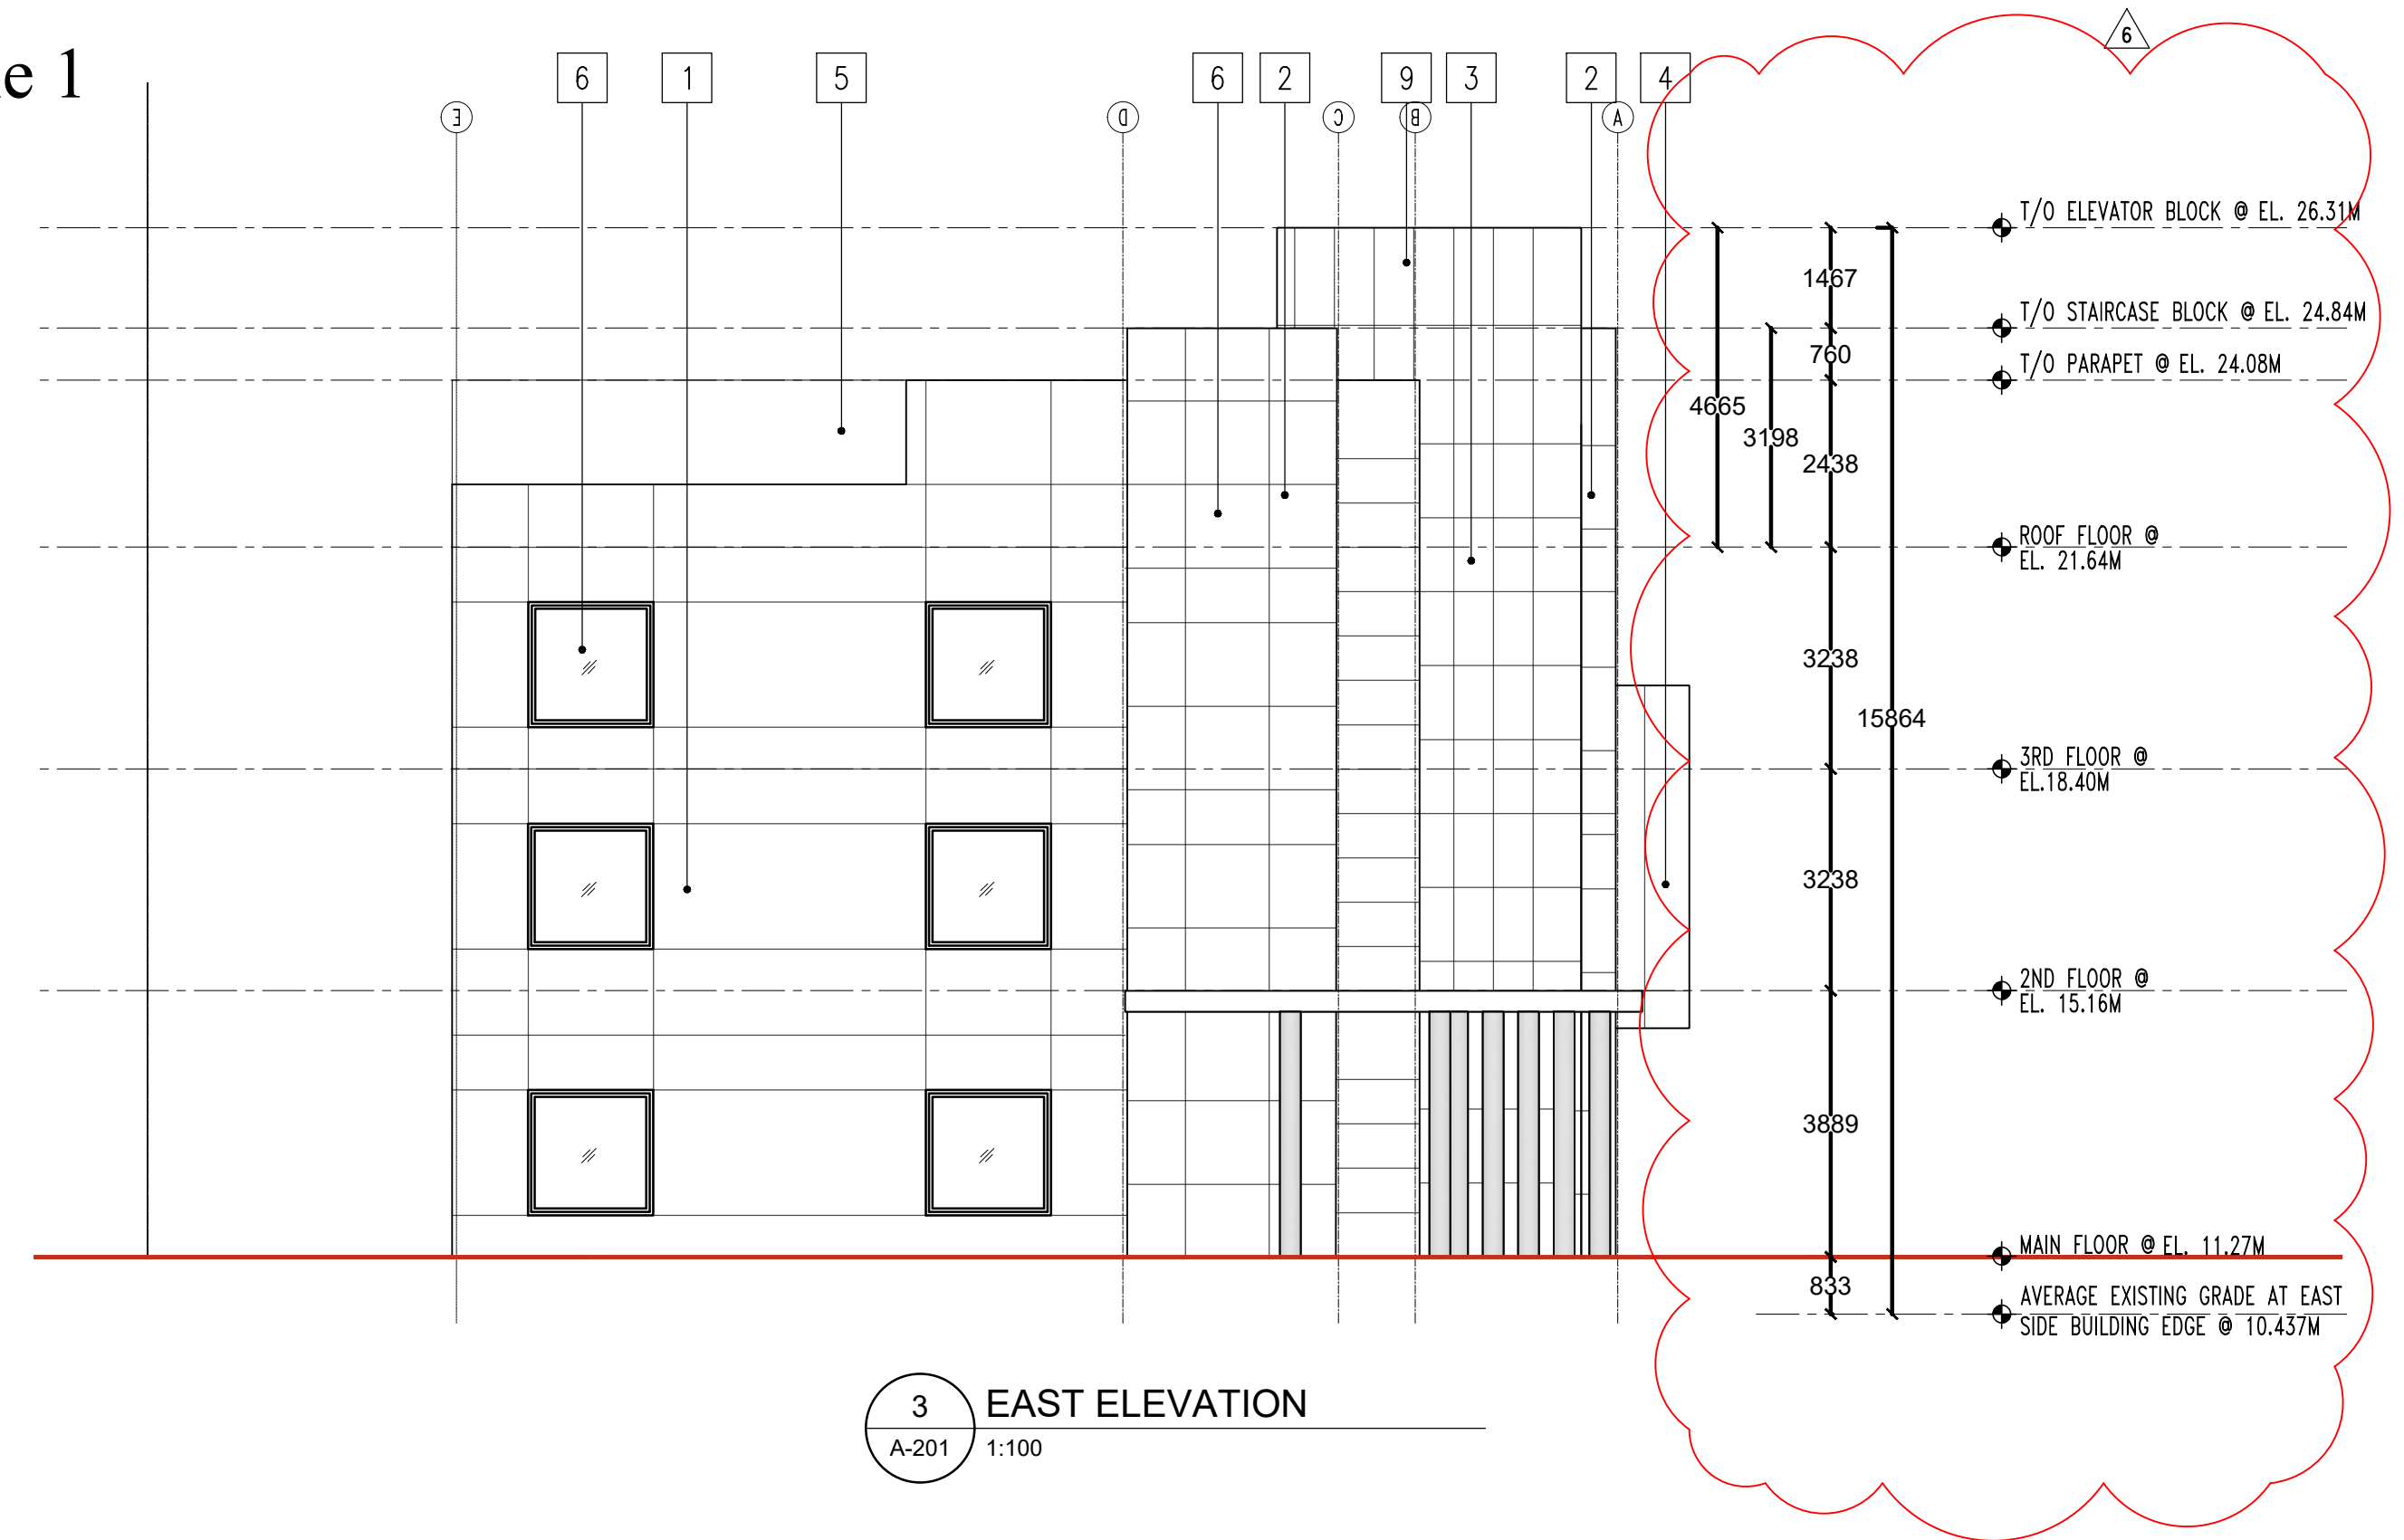 e 1
6
6
1
5
6
2
9
3
2
4
E
D
C
B
A
T/O ELEVATOR BLOCK @ EL. 26.31M
1467
T/O STAIRCASE BLOCK @ EL. 24.84M
760
T/O PARAPET @ EL. 24.08M
4665
3198
2438
ROOF FLOOR @
EL. 21.64M
3238
15864
3RD FLOOR @
EL.18.40M
3238
2ND FLOOR @
EL. 15.16M
3889
MAIN FLOOR @ EL. 11.27M
833
AVERAGE EXISTING GRADE AT EAST
SIDE BUILDING EDGE @ 10.437M
3
EAST ELEVATION
A-201
1:100